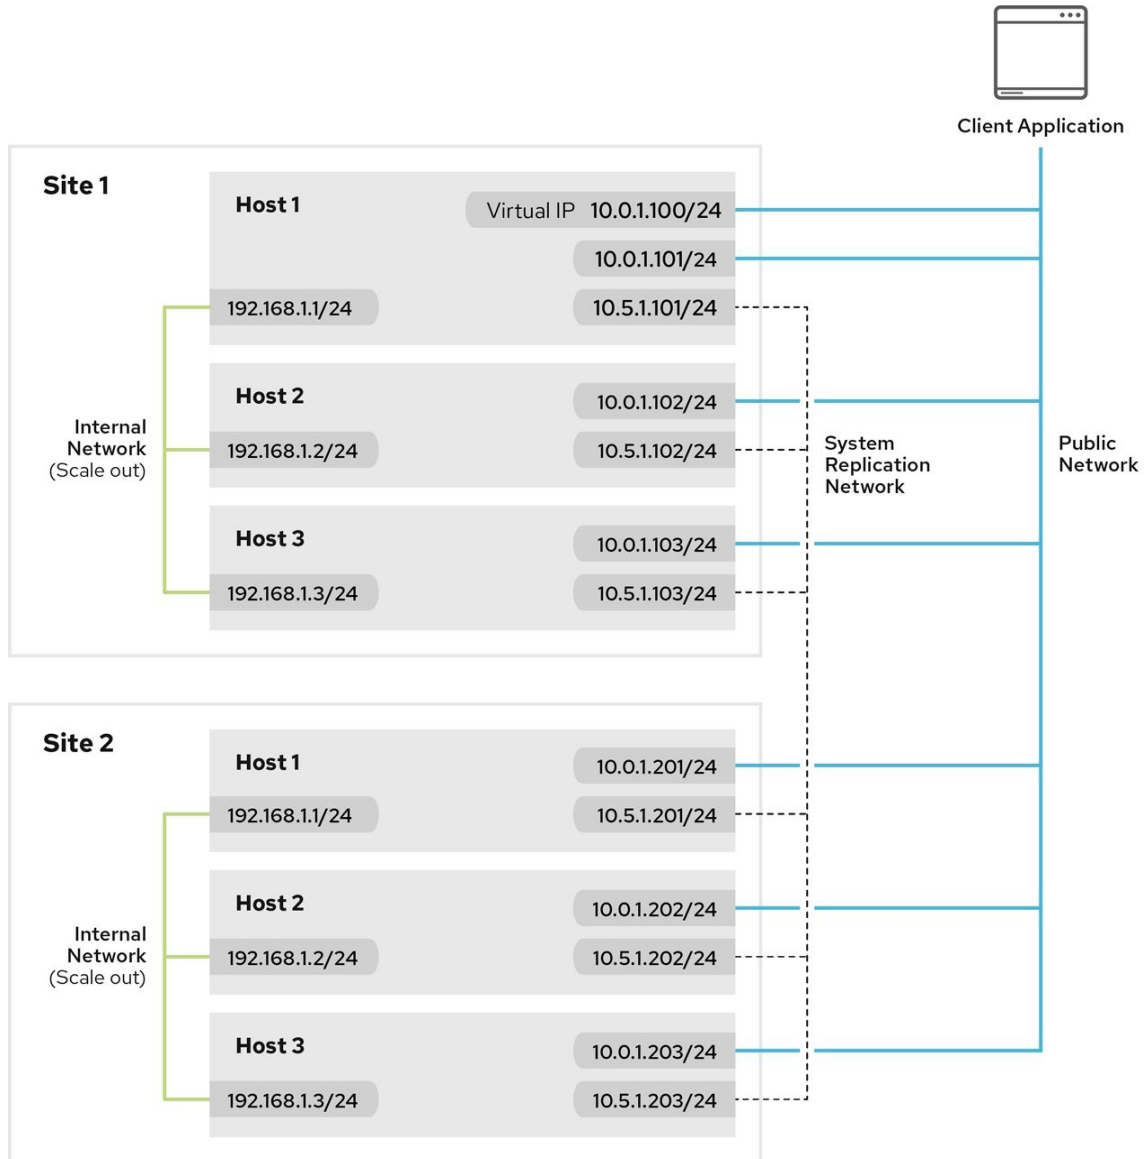 Client Application
Site 1
Host 1
Virtual IP 10.0.1.100/24
10.0.1.101/24
192.168.1.1/24
10.5.1.101/24
Host 2
10.0.1.102/24
192.168.1.2/24
10.5.1.102/24
Internal
Network
(Scale out)
System
Replication
Network
Public
Network
Host 3
10.0.1.103/24
192.168.1.3/24
10.5.1.103/24
Site 2
Host 1
10.0.1.201/24
192.168.1.1/24
10.5.1.201/24
Host 2
10.0.1.202/24
192.168.1.2/24
10.5.1.202/24
Internal
Network
(Scale out)
Host 3
10.0.1.203/24
192.168.1.3/24
10.5.1.203/24